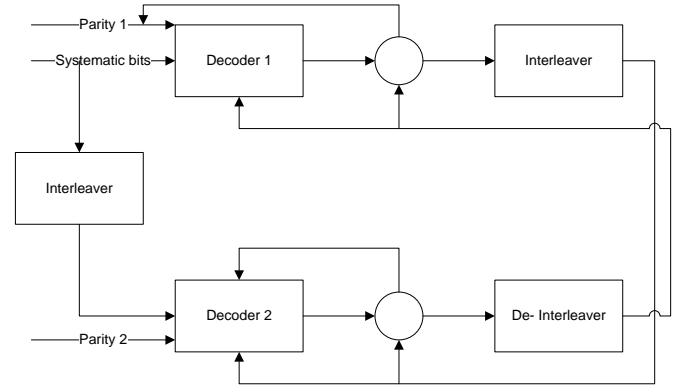 Parity 1
Systematic bits
Decoder 1
Interleaver
Interleaver
Decoder 2
De- Interleaver
Parity 2